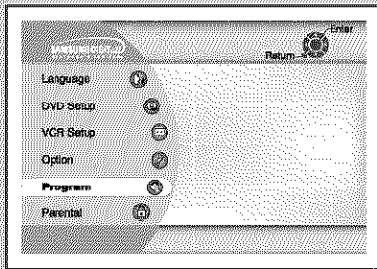 Enter
Return
Language
DVD Setup
VCR Setup
Option
Program
Parental